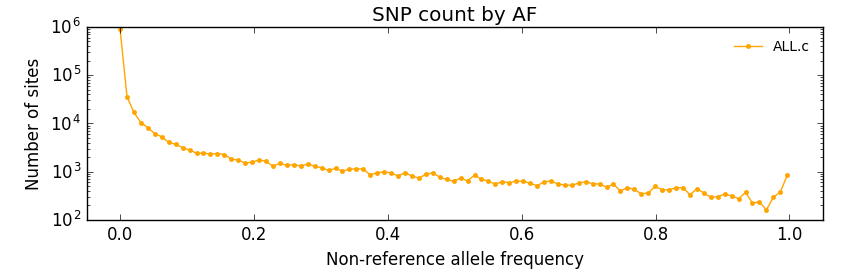 SNP count by AF
Number of sites
10^6
10^5
10^4
10^3
10^2
ALL.c
0.0 0.2 0.4 0.6 0.8 1.0
Non-reference allele frequency